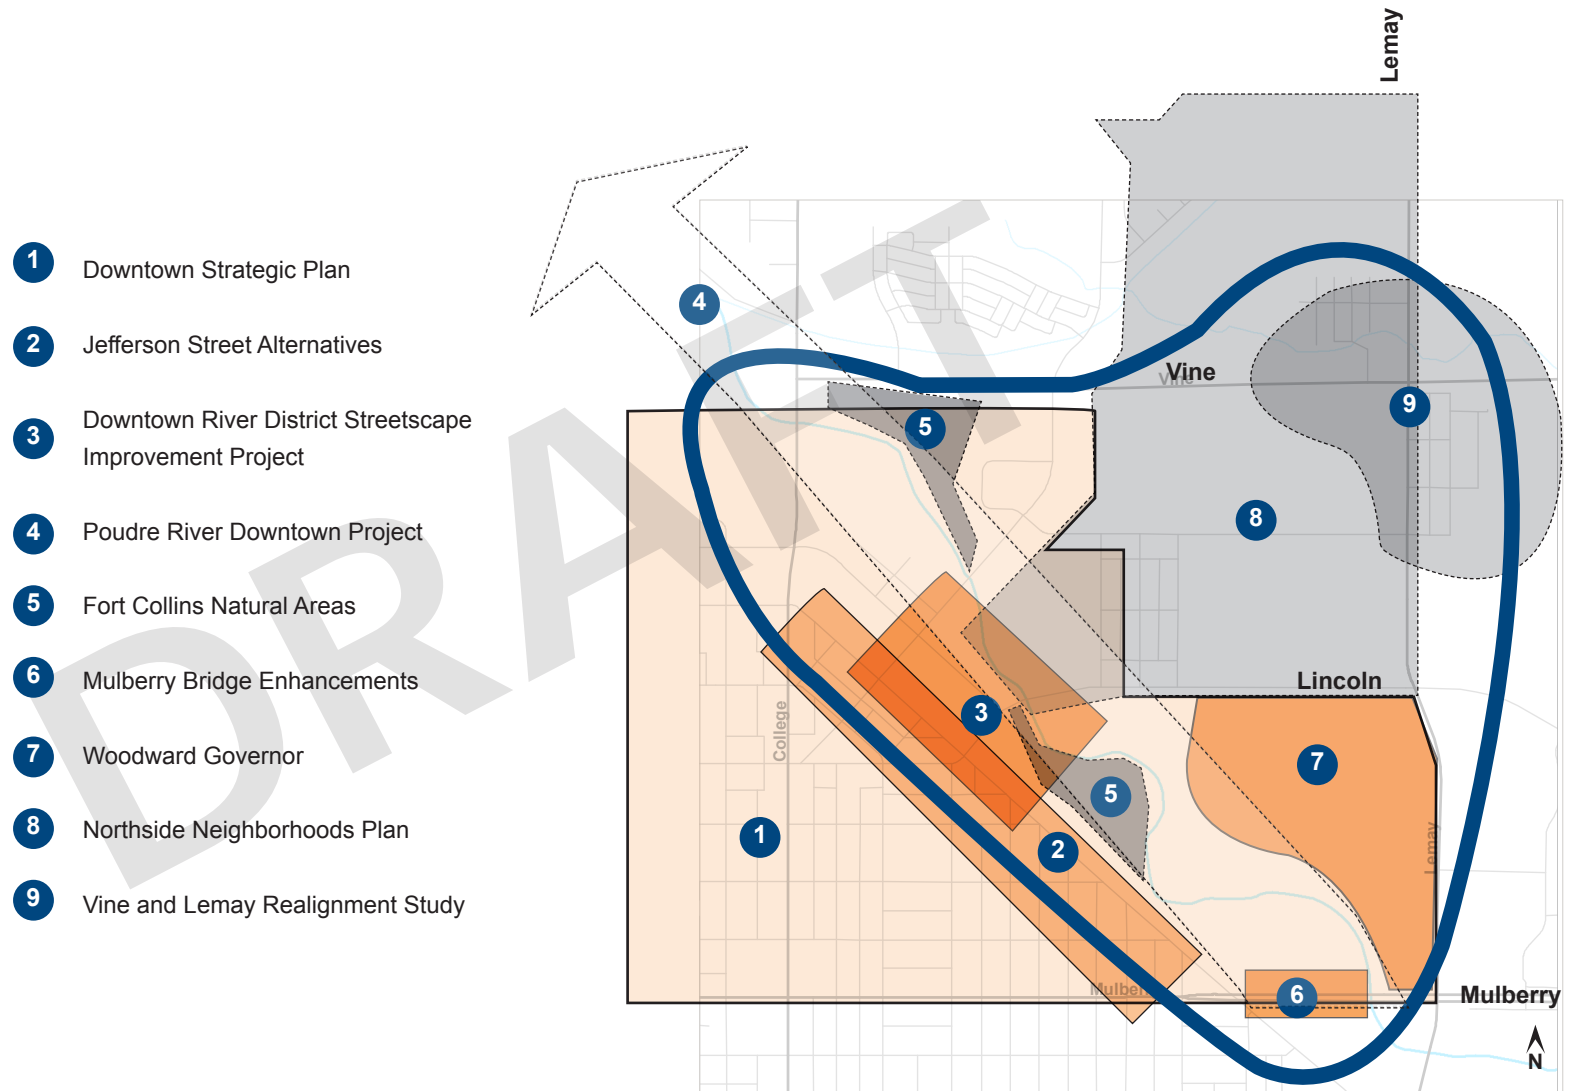 1 Downtown Strategic Plan
2 Jefferson Street Alternatives
3 Downtown River District Streetscape
Improvement Project
4 Poudre River Downtown Project
5 Fort Collins Natural Areas
6 Mulberry Bridge Enhancements
7 Woodward Governor
8 Northside Neighborhoods Plan
9 Vine and Lemay Realignment Study
DRAFT
Lemay
4
Vine
Vine
9
5
8
Lincoln
College
3
7
5
1
2
Lemay
Mulberry
6
Mulberry
N